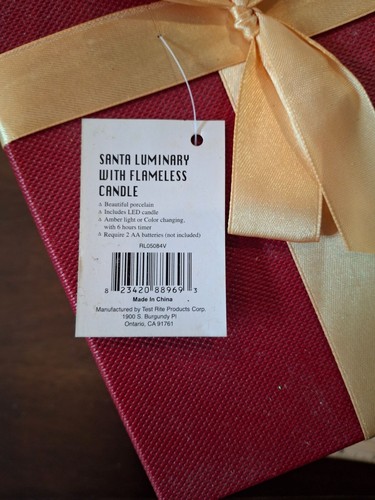 SANTA LUMINARY
WITH FLAMELESS
CANDLE
Beautiful porcelain
Includes LED candle
Amber light or Color changing,
with 6 hours timer
Require 2 AA batteries (not included)
RL05084V
8 23420 88969 3
Made In China
Manufactured by Test Rite Products Corp.
1900 S. Burgundy Pl
Ontario, CA 91761